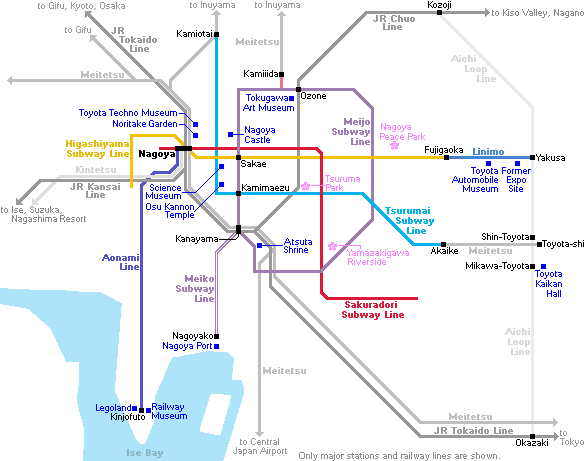 to Gifu, Kyoto, Osaka
to Inuyama
to Inuyama
Kozoji
to Kiso Valley, Nagano
JR
Tokaido
Line
to Gifu
Kamiotai
JR Chuo
Line
Meitetsu
Meitetsu
Kamiiida
Aichi
Loop
Line
Ozone
Tokugawa
Art Museum
Toyota Techno Museum
Noritake Garden
Nagoya
Castle
Meijo
Subway
Line
Nagoya
Peace Park
Higashiyama
Subway Line
Nagoya
Sakae
Fujigaoka
Linimo
Yakusa
Kintetsu
JR Kansai
Line
Science
Museum
Osu Kannon
Temple
Kamimaezu
Tsuruma
Park
Toyota
Automobile
Museum
Former
Expo
Site
to Ise, Suzuka,
Nagashima Resort
Tsurumai
Subway
Line
Kanayama
Atsuta
Shrine
Yamazakigawa
Riverside
Akaike
Shin-Toyota
Toyota-shi
Meitetsu
Mikawa-Toyota
Toyota
Kaikan
Hall
Aonami
Line
Meiko
Subway
Line
Sakuradori
Subway Line
Nagoyako
Nagoya Port
Aichi
Loop
Line
Meitetsu
Legoland
Kinjofuto
Railway
Museum
Meitetsu
JR Tokaido Line
to
Tokyo
Okazaki
to Central
Japan Airport
Ise Bay
Only major stations and railway lines are shown.